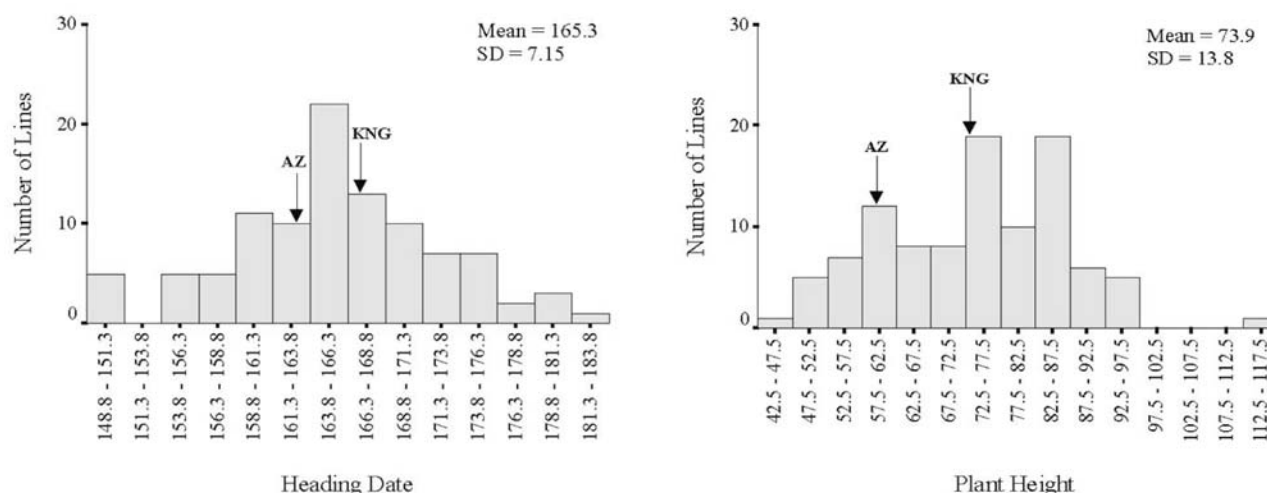 30
Mean = 165.3
SD = 7.15
KNG
AZ
20
10
0
Number of Lines
148.8 - 151.3
151.3 - 153.8
153.8 - 156.3
156.3 - 158.8
158.8 - 161.3
161.3 - 163.8
163.8 - 166.3
166.3 - 168.8
168.8 - 171.3
171.3 - 173.8
173.8 - 176.3
176.3 - 178.8
178.8 - 181.3
181.3 - 183.8
Heading Date
30
Mean = 73.9
SD = 13.8
KNG
AZ
20
10
0
Number of Lines
42.5 - 47.5
47.5 - 52.5
52.5 - 57.5
57.5 - 62.5
62.5 - 67.5
67.5 - 72.5
72.5 - 77.5
77.5 - 82.5
82.5 - 87.5
87.5 - 92.5
92.5 - 97.5
97.5 - 102.5
102.5 - 107.5
107.5 - 112.5
112.5 - 117.5
Plant Height